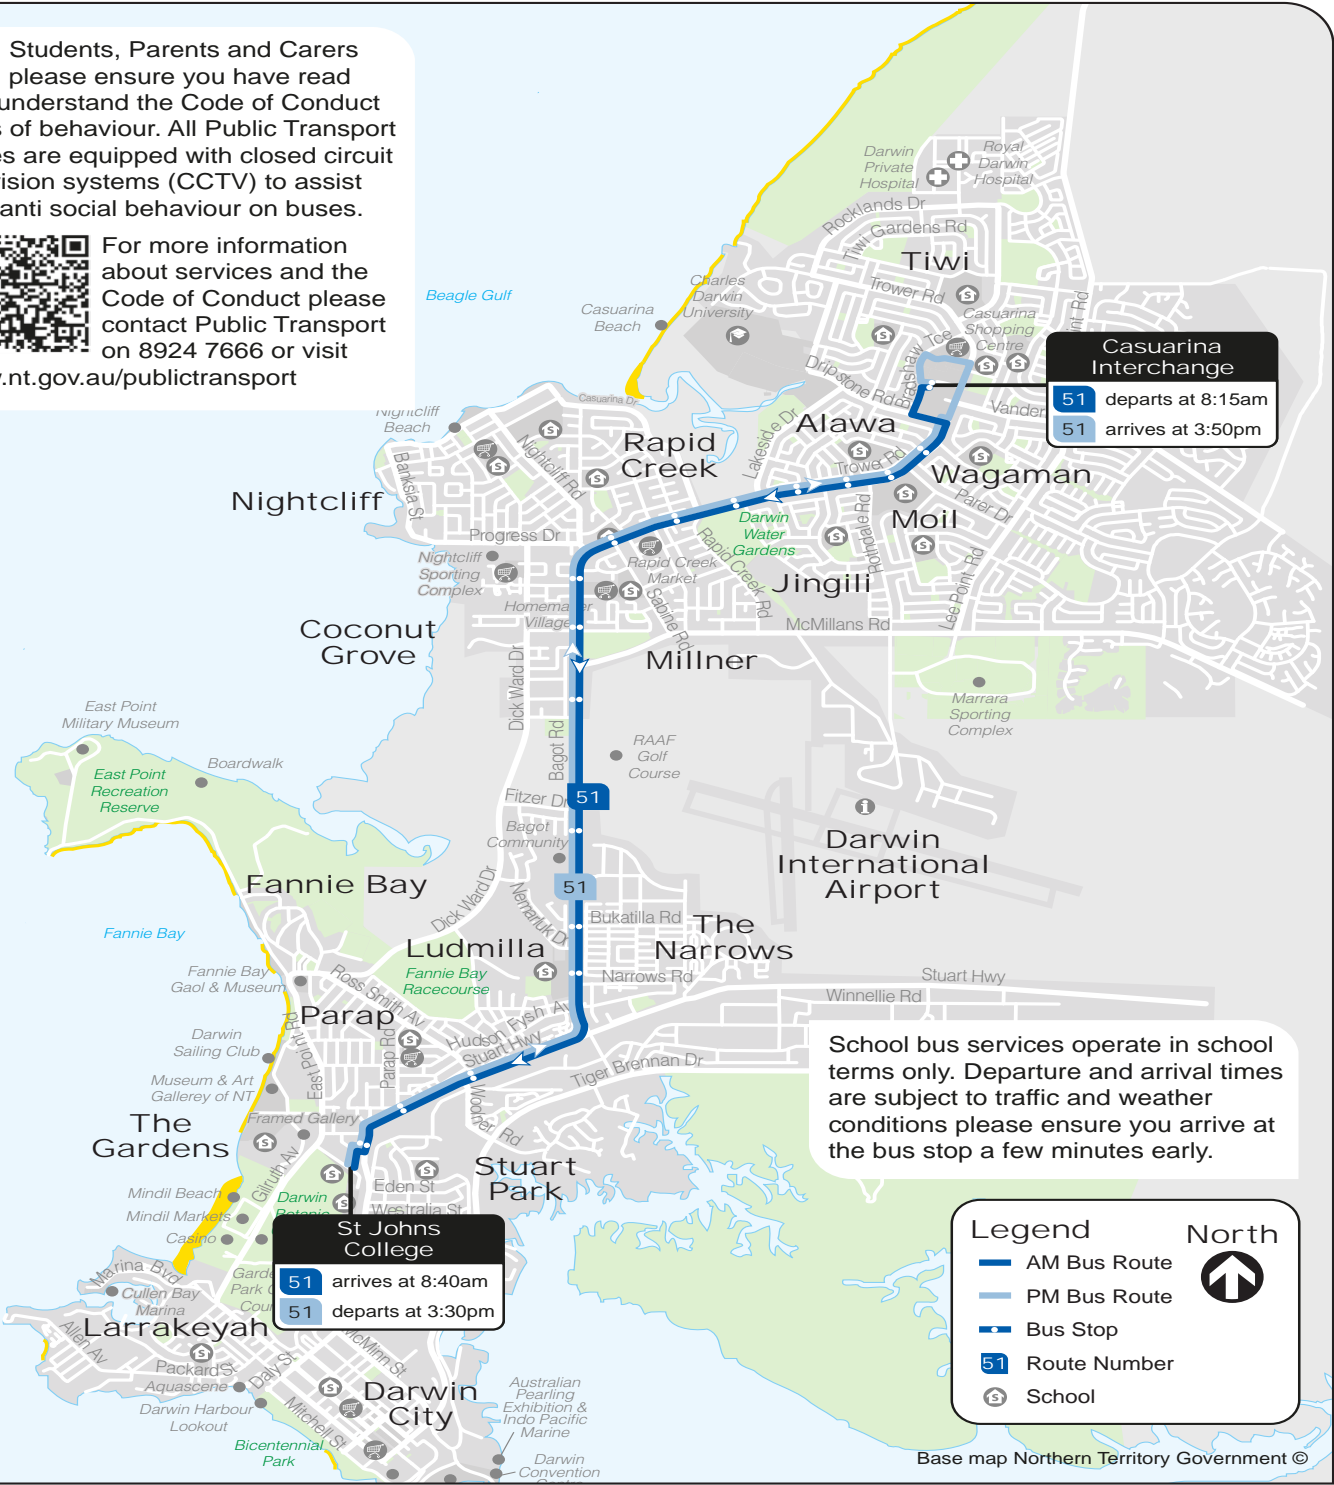 Students, Parents and Carers
please ensure you have read
understand the Code of Conduct
of behaviour. All Public Transport
are equipped with closed circuit
systems (CCTV) to assist
anti social behaviour on buses.
For more information
about services and the
Code of Conduct please
contact Public Transport
on 8924 7666 or visit
.nt.gov.au/publictransport
Darwin
Private
Hospital
Royal
Darwin
Hospital
Rocklands Dr
Tiwi Gardens Rd
Tiwi
Trower Rd
Charles
Darwin
University
Beagle Gulf
Casuarina
Beach
Casuarina
Shopping
Centre
Bradshaw Tce
Dripstone Rd
Casuarina
Interchange
51 departs at 8:15am
51 arrives at 3:50pm
Casuarina Dr
Nightcliff
Beach
Nightcliff Rd
Banksia St
Rapid
Creek
Lakeside Dr
Alawa
Trower Rd
Wagaman
Parer Dr
Nightcliff
Moil
Rothdale Rd
Darwin
Water
Gardens
Progress Dr
Nightcliff
Sporting
Complex
Rapid Creek
Market
Rapid Creek Rd
Jingili
Lee Point Rd
Homemaker
Village
Sabine Rd
McMillans Rd
Coconut
Grove
Millner
Dick Ward Dr
Marrara
Sporting
Complex
East Point
Military Museum
Boardwalk
East Point
Recreation
Reserve
Bagot Rd
RAAF
Golf
Course
Fitzer Dr
51
Bagot
Community
Darwin
International
Airport
Fannie Bay
51
Dick Ward Dr
Nemarluk Dr
Bukatilla Rd
The
Narrows
Fannie Bay
Ludmilla
Fannie Bay
Racecourse
Narrows Rd
Stuart Hwy
Winnellie Rd
Fannie Bay
Gaol & Museum
Ross Smith Av
Parap
Hudson Fysh Av
Stuart Hwy
Darwin
Sailing Club
East Point Rd
Parap Rd
Tiger Brennan Dr
Museum & Art
Gallerey of NT
Woolner Rd
Framed Gallery
The
Gardens
Gilruth Av
Stuart
Park
Eden St
Westralia St
School bus services operate in school
terms only. Departure and arrival times
are subject to traffic and weather
conditions please ensure you arrive at
the bus stop a few minutes early.
Mindil Beach
Mindil Markets
Casino
Darwin
St Johns
College
51 arrives at 8:40am
51 departs at 3:30pm
Marina Bvd
Cullen Bay
Marina
Larrakeyah
Allen Av
Packard St
Aquascene
Daly St
McMinn St
Darwin Harbour
Lookout
Mitchell St
Darwin
City
Bicentennial
Park
Australian
Pearling
Exhibition &
Indo Pacific
Marine
Darwin
Convention
Legend
North
AM Bus Route
PM Bus Route
Bus Stop
51 Route Number
School
Base map Northern Territory Government ©